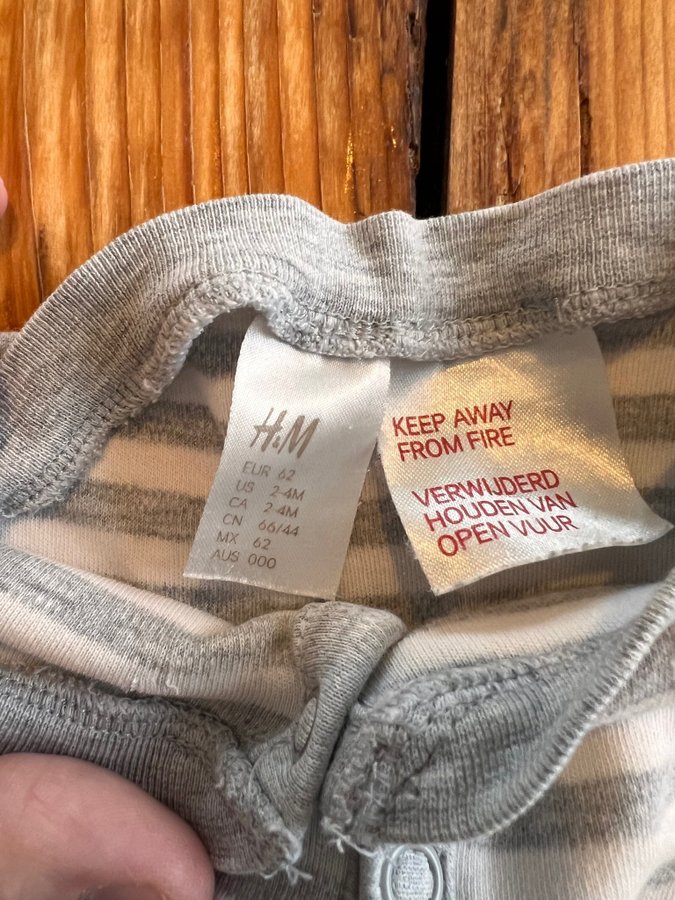 H&M
EUR 62
US 2-4M
CA 2-4M
CN 66/44
MX 62
AUS 000
KEEP AWAY
FROM FIRE
VERWIJDERD
HOUDEN VAN
OPEN VUUR